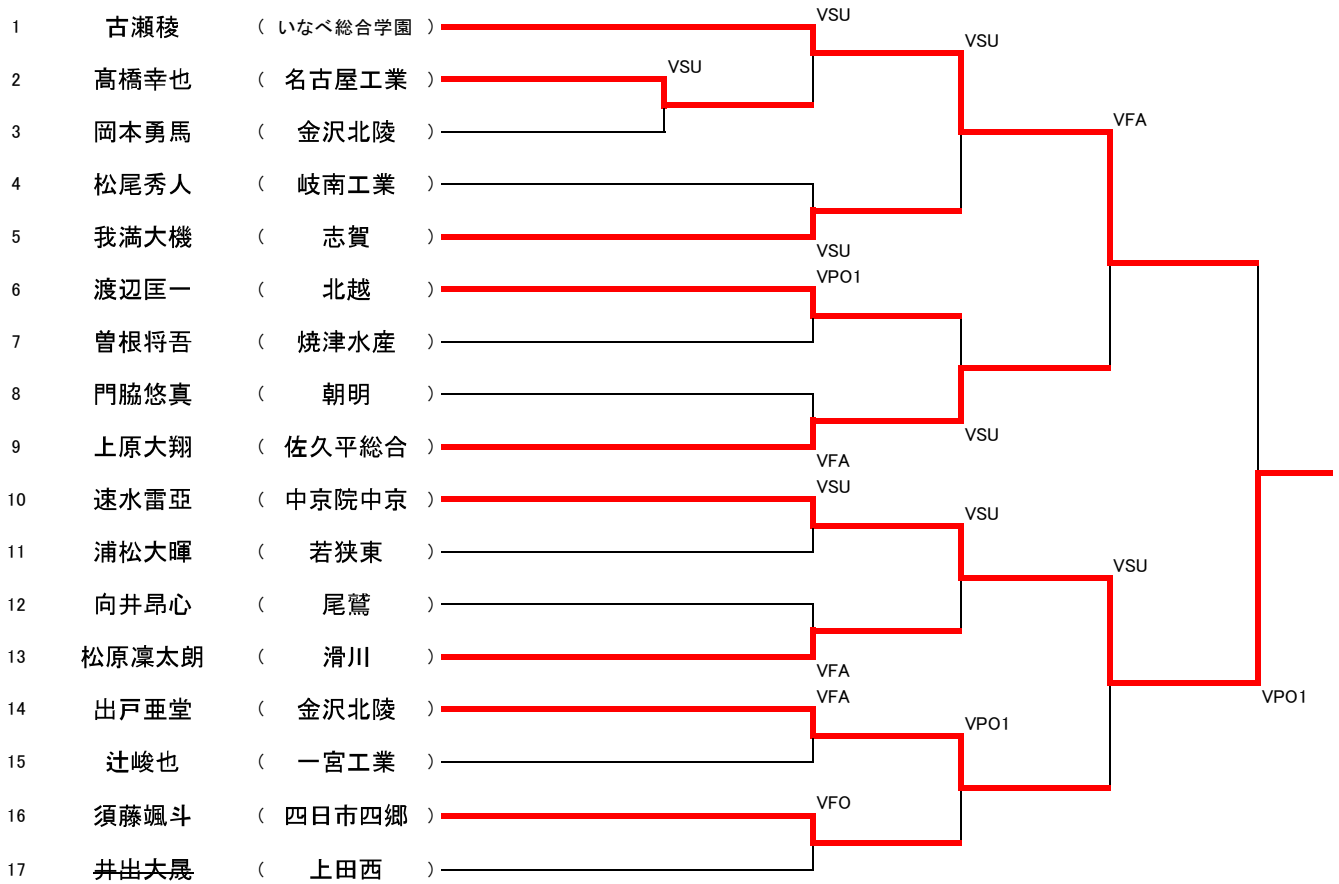 1 古瀬稜 ( いなべ総合学園 ) VSU
VSU
2 髙橋幸也 ( 名古屋工業 ) VSU
3 岡本勇馬 ( 金沢北陵 ) VFA
4 松尾秀人 ( 岐南工業 )
5 我満大機 ( 志賀 ) VSU
6 渡辺匡一 ( 北越 ) VPO1
7 曽根将吾 ( 焼津水産 )
8 門脇悠真 ( 朝明 )
VSU
9 上原大翔 ( 佐久平総合 ) VFA
10 速水雷亞 ( 中京院中京 ) VSU
VSU
11 浦松大暉 ( 若狭東 ) VSU
12 向井昂心 ( 尾鷲 )
13 松原凜太朗 ( 滑川 ) VFA
14 出戸亜堂 ( 金沢北陵 ) VFA VPO1
VPO1
15 辻峻也 ( 一宮工業 )
16 須藤颯斗 ( 四日市四郷 ) VFO
17 井出大晟 ( 上田西 )